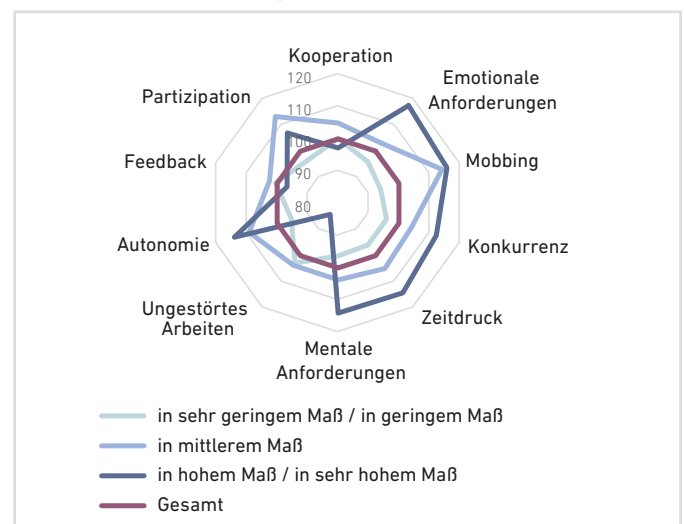 Kooperation
Emotionale
Anforderungen
Mobbing
Konkurrenz
Zeitdruck
Mentale
Anforderungen
Ungestörtes
Arbeiten
Autonomie
Feedback
Partizipation
120
110
100
90
80
in sehr geringem Maß / in geringem Maß
in mittlerem Maß
in hohem Maß / in sehr hohem Maß
Gesamt